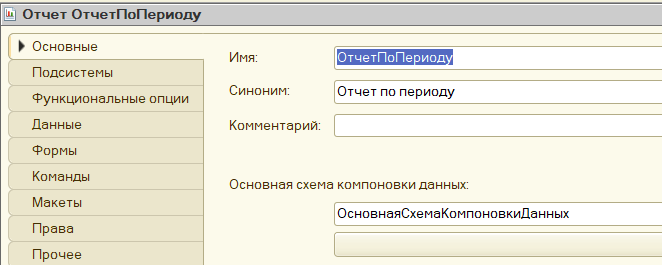 Отчет ОтчетПоПериоду
Основные
Подсистемы
Функциональные опции
Данные
Формы
Команды
Макеты
Права
Прочее
Имя: ОтчетПоПериоду
Синоним: Отчет по периоду
Комментарий:
Основная схема компоновки данных:
ОсновнаяСхемаКомпоновкиДанных